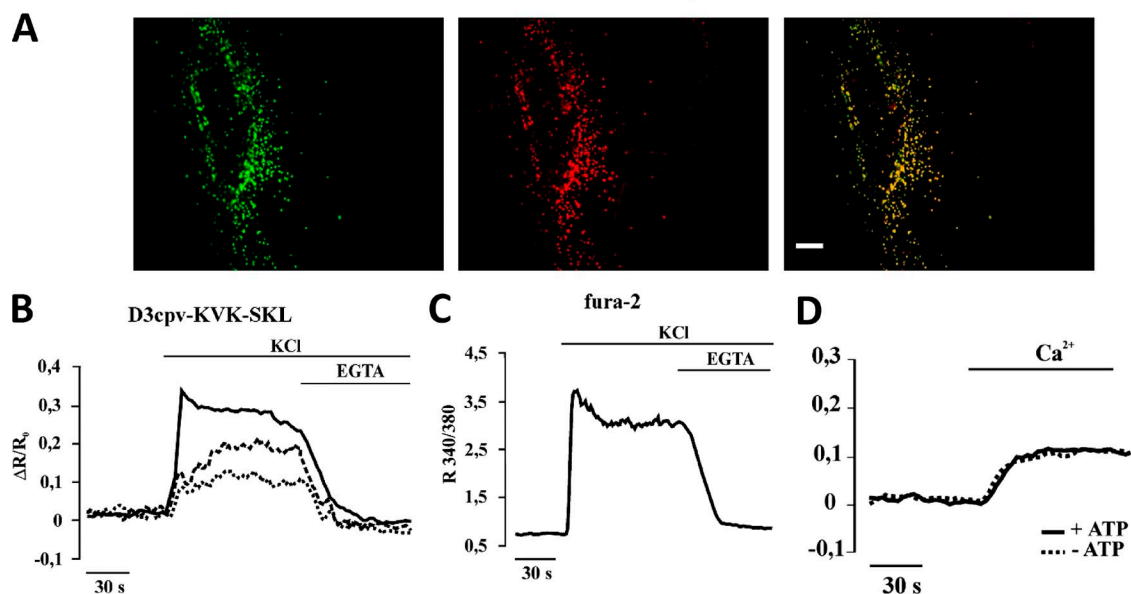 A
B
D3cpv-KVK-SKL
KCl
EGTA
0,4
0,3
0,2
0,1
0
-0,1
ΔR/R₀
30 s
C
fura-2
KCl
EGTA
4,5
3,5
2,5
1,5
0,5
R 340/380
30 s
D
Ca²⁺
0,3
0,2
0,1
0
-0,1
+ ATP
- ATP
30 s